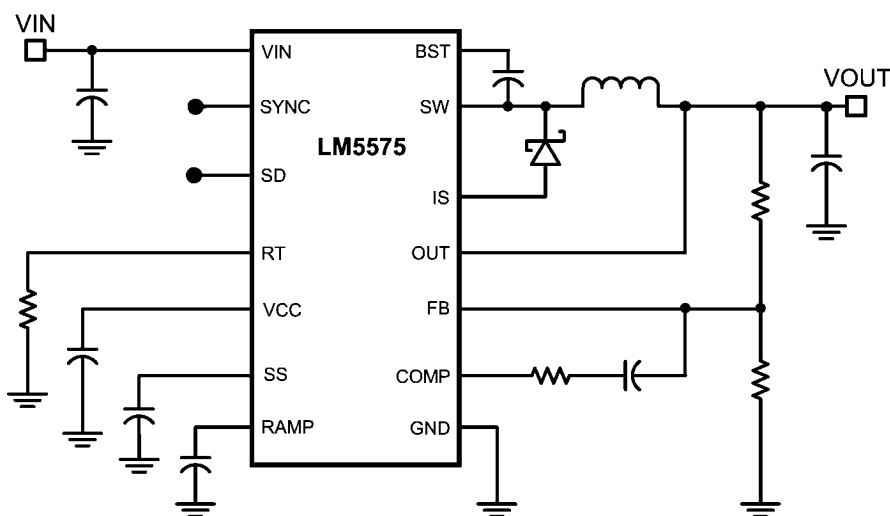 VIN
VOUT
LM5575
VIN
SYNC
SD
RT
VCC
SS
RAMP
BST
SW
IS
OUT
FB
COMP
GND